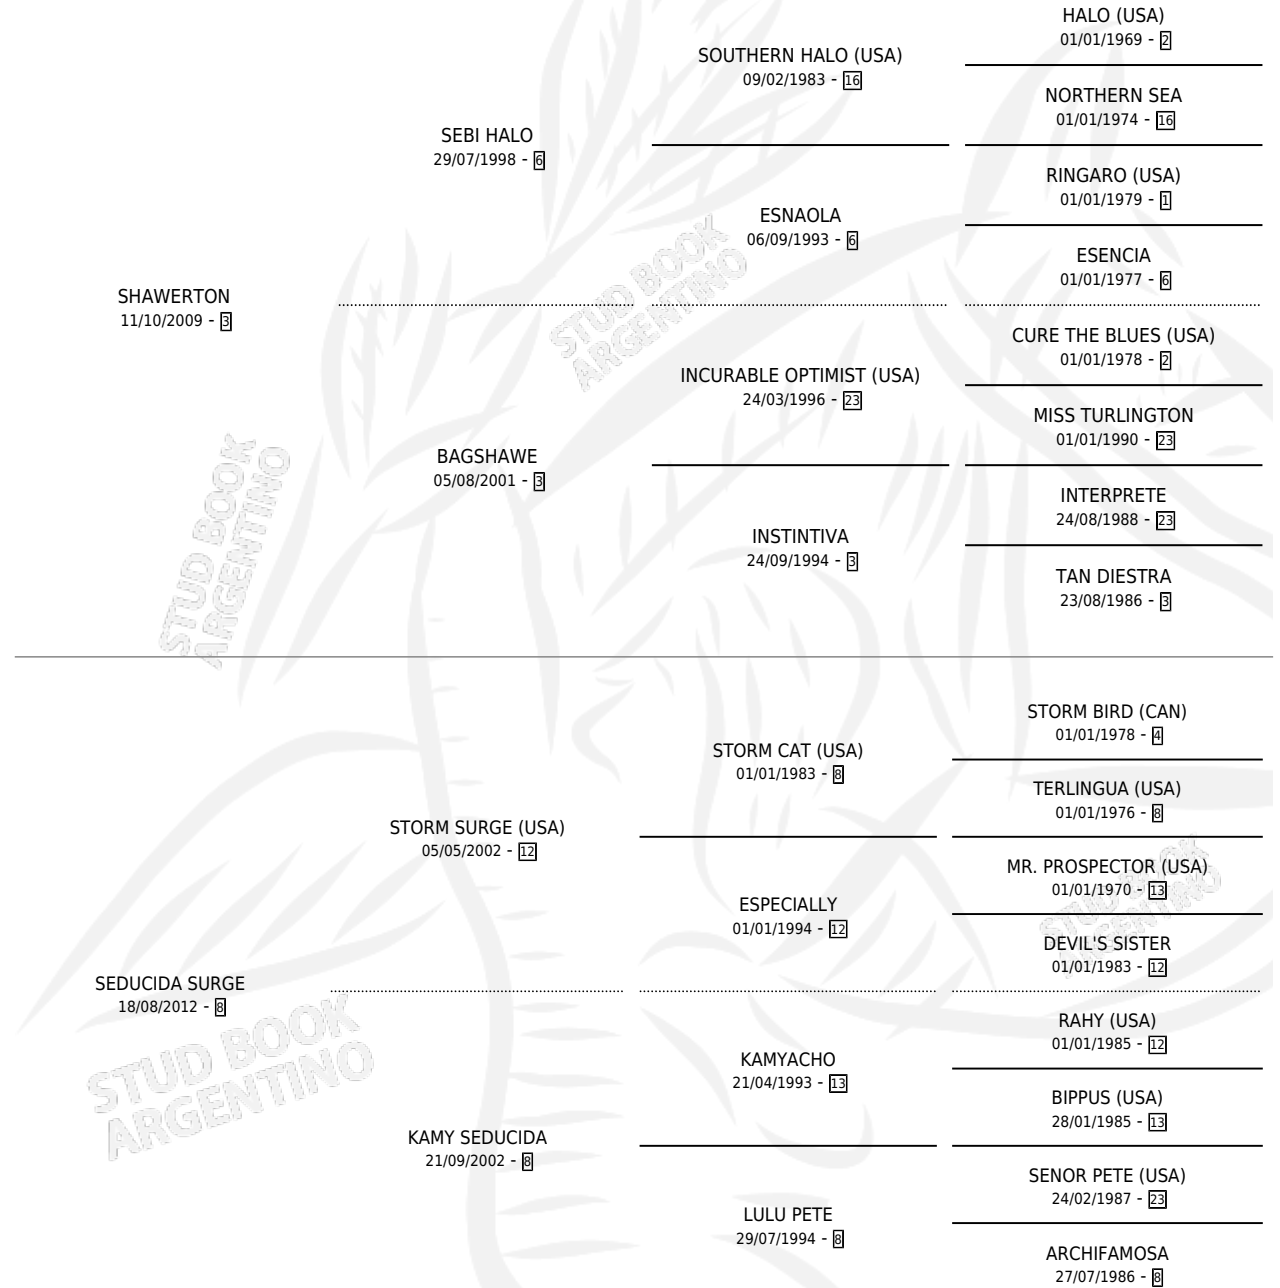 HALO (USA)
01/01/1969 - 2
SOUTHERN HALO (USA)
09/02/1983 - 16
NORTHERN SEA
01/01/1974 - 16
SEBI HALO
29/07/1998 - 6
RINGARO (USA)
01/01/1979 - 1
ESNAOLA
06/09/1993 - 6
ESENCIA
01/01/1977 - 6
SHAWERTON
11/10/2009 - 3
STUD BOOK
ARGENTINO
CURE THE BLUES (USA)
01/01/1978 - 2
INCURABLE OPTIMIST (USA)
24/03/1996 - 23
MISS TURLINGTON
01/01/1990 - 23
BAGSHAWE
05/08/2001 - 3
INTERPRETE
24/08/1988 - 23
INSTINTIVA
24/09/1994 - 3
TAN DIESTRA
23/08/1986 - 3
STUD BOOK
ARGENTINO
STORM BIRD (CAN)
01/01/1978 - 4
STORM CAT (USA)
01/01/1983 - 8
TERLINGUA (USA)
01/01/1976 - 8
STORM SURGE (USA)
05/05/2002 - 12
MR. PROSPECTOR (USA)
01/01/1970 - 13
ESPECIALLY
01/01/1994 - 12
DEVIL'S SISTER
01/01/1983 - 12
STUD BOOK
ARGENTINO
SEDUCIDA SURGE
18/08/2012 - 8
RAHY (USA)
01/01/1985 - 12
KAMYACHO
21/04/1993 - 13
BIPPUS (USA)
28/01/1985 - 13
STUD BOOK
ARGENTINO
KAMY SEDUCIDA
21/09/2002 - 8
SENOR PETE (USA)
24/02/1987 - 23
LULU PETE
29/07/1994 - 8
ARCHIFAMOSA
27/07/1986 - 8